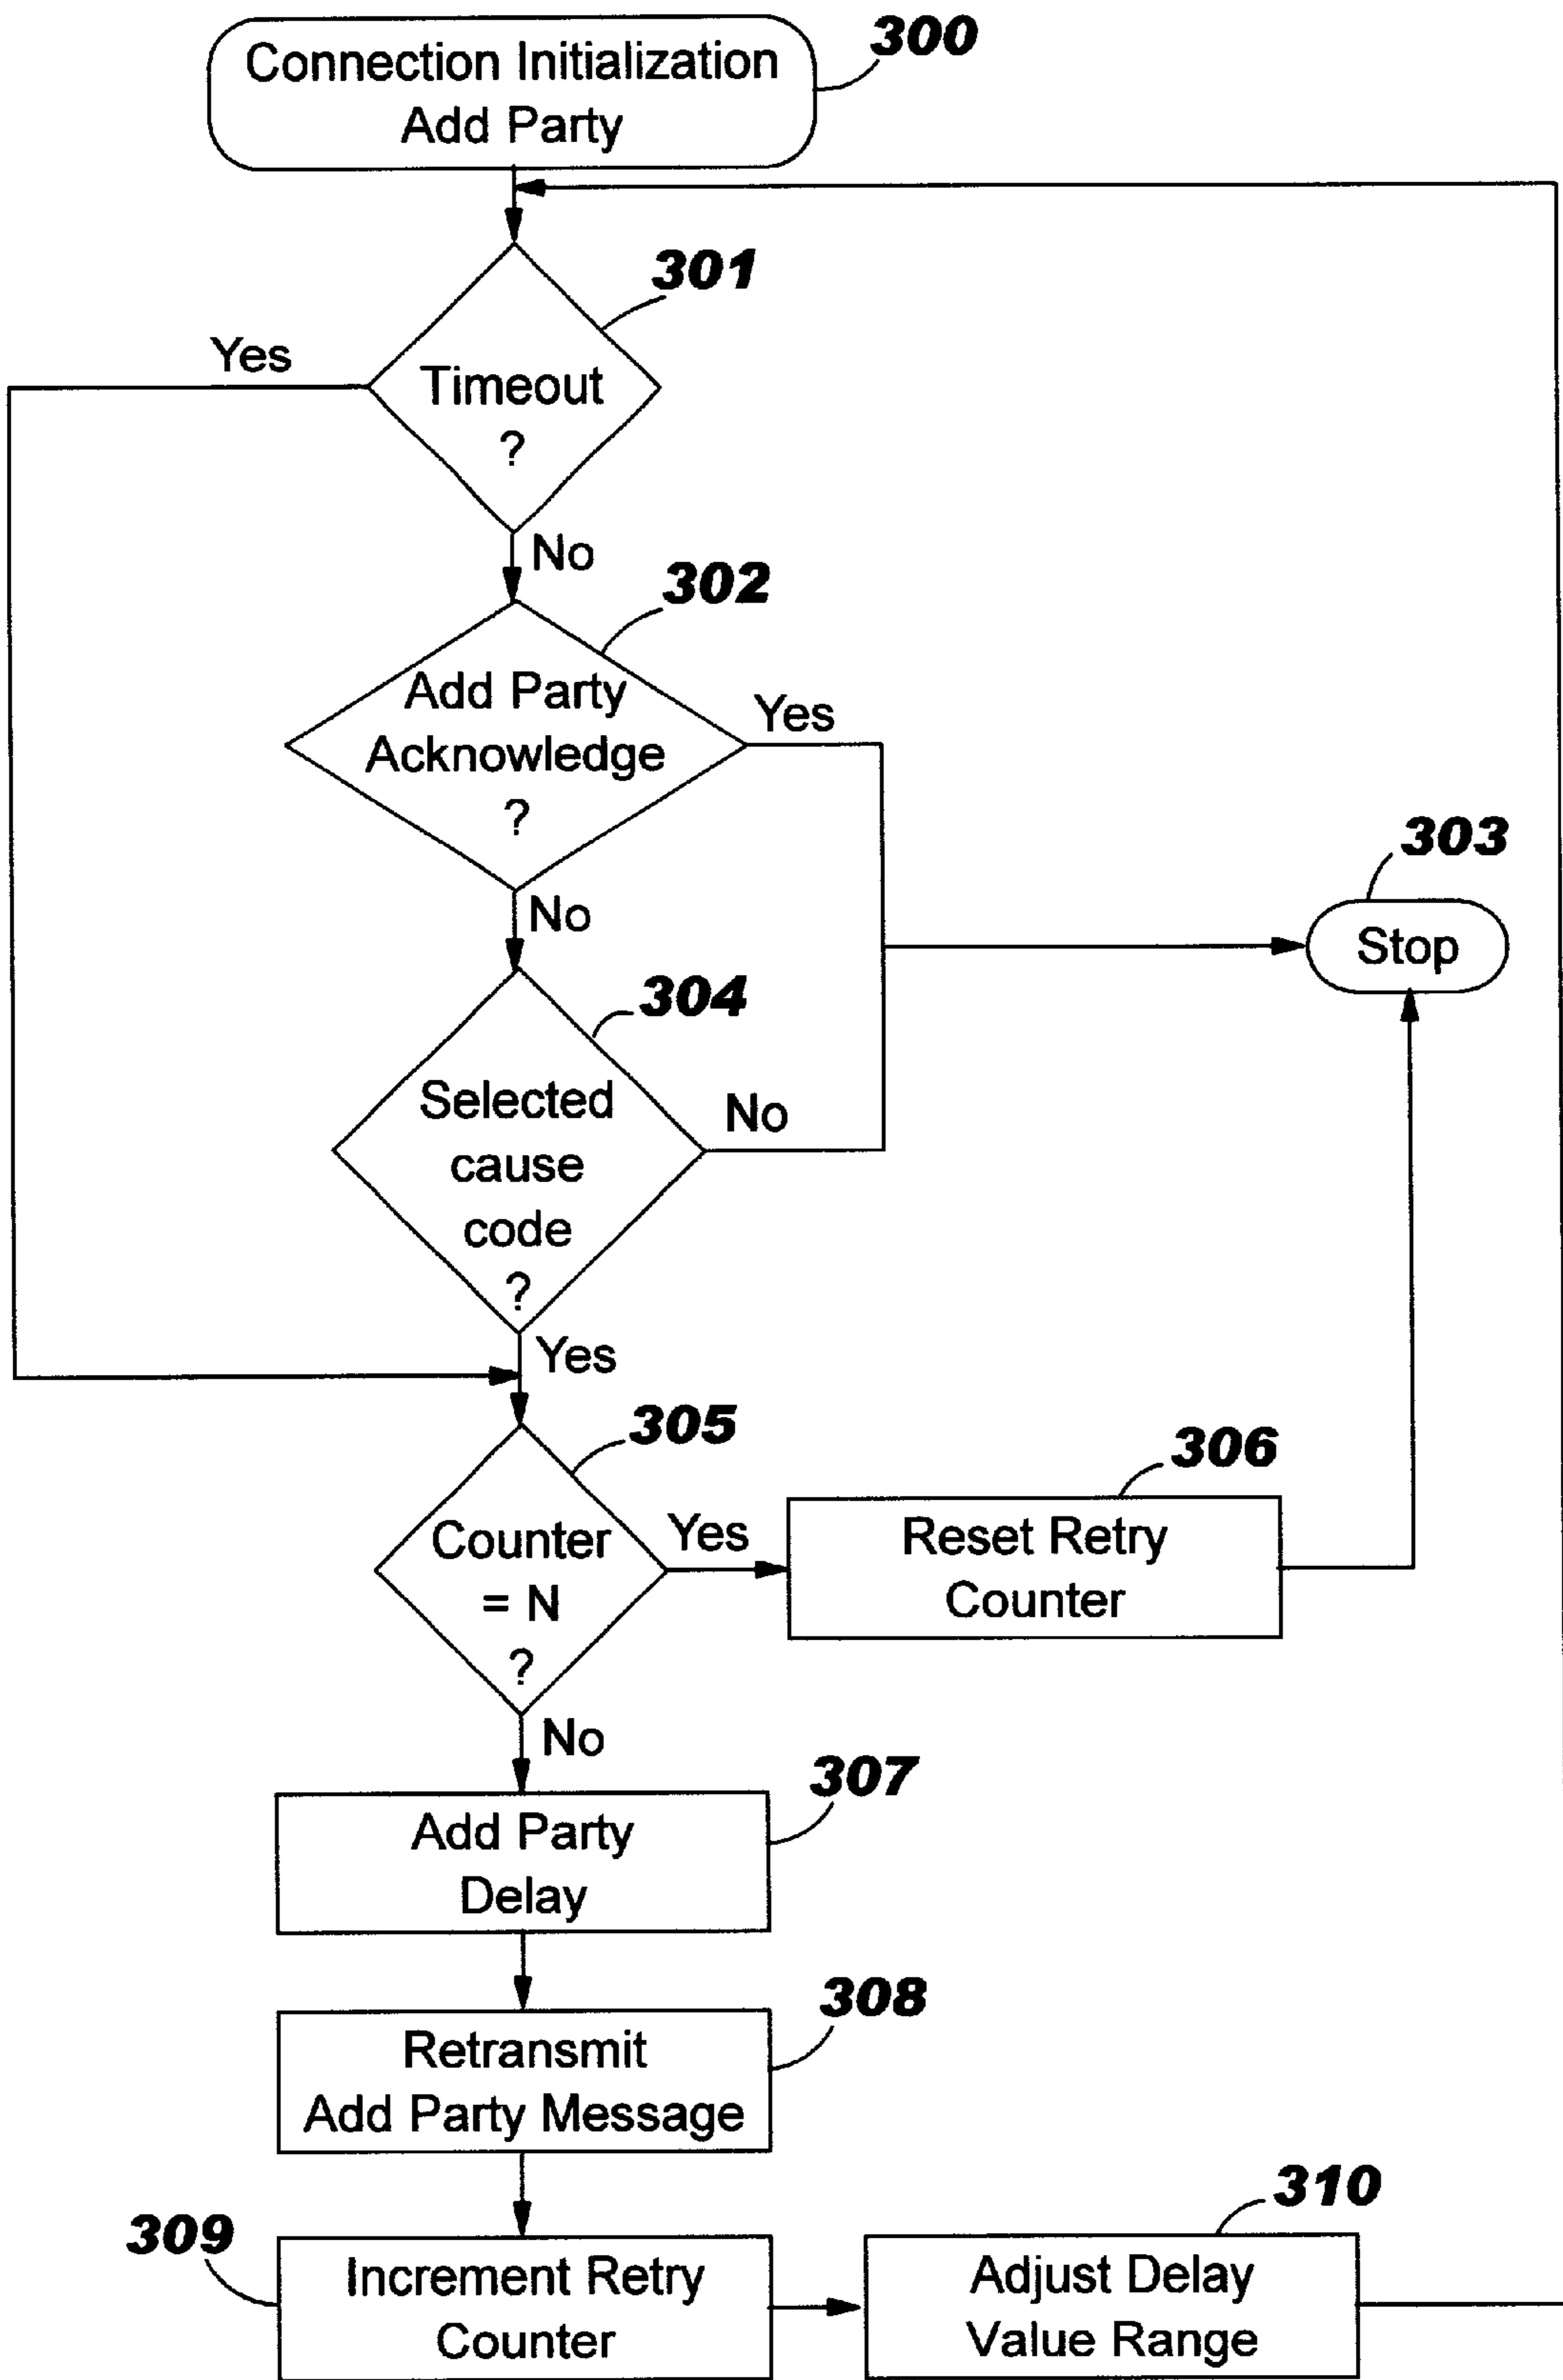 300
Connection Initialization
Add Party
301
Yes
Timeout
?
No
302
Add Party
Acknowledge
?
Yes
303
Stop
No
304
Selected
cause
code
?
No
Yes
305
306
Counter
= N
?
Yes
Reset Retry
Counter
No
307
Add Party
Delay
308
Retransmit
Add Party Message
309
310
Increment Retry
Counter
Adjust Delay
Value Range